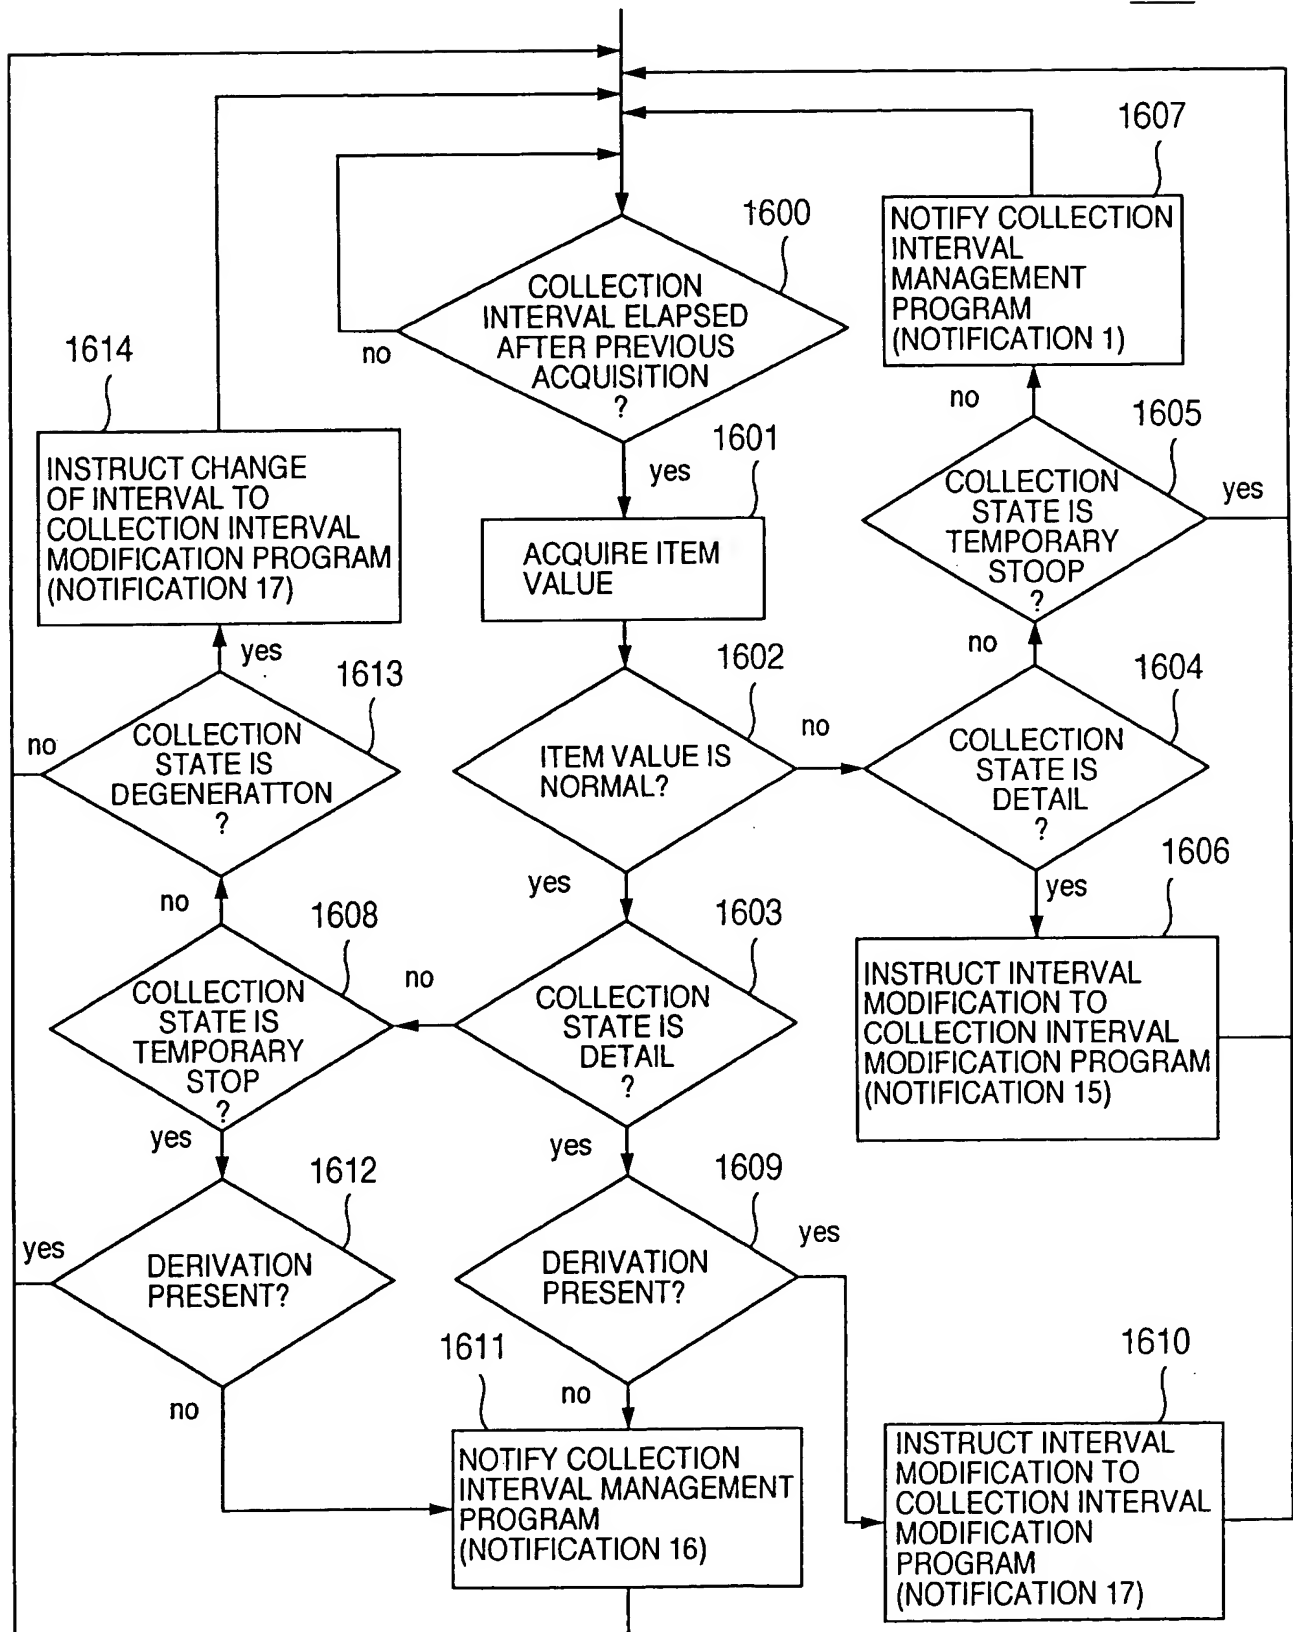 1607
1600
NOTIFY COLLECTION
INTERVAL
MANAGEMENT
PROGRAM
(NOTIFICATION 1)
COLLECTION
INTERVAL ELAPSED
AFTER PREVIOUS
ACQUISITION
?
no
yes
1614
INSTRUCT CHANGE
OF INTERVAL TO
COLLECTION INTERVAL
MODIFICATION PROGRAM
(NOTIFICATION 17)
1601
ACQUIRE ITEM
VALUE
no
1605
COLLECTION
STATE IS
TEMPORARY
STOOP
?
yes
no
yes
1613
COLLECTION
STATE IS
DEGENERATTON
?
no
1602
ITEM VALUE IS
NORMAL?
no
yes
1604
COLLECTION
STATE IS
DETAIL
?
yes
1606
INSTRUCT INTERVAL
MODIFICATION TO
COLLECTION INTERVAL
MODIFICATION PROGRAM
(NOTIFICATION 15)
no
1608
COLLECTION
STATE IS
TEMPORARY
STOP
?
yes
no
1603
COLLECTION
STATE IS
DETAIL
?
yes
1612
DERIVATION
PRESENT?
yes
no
1609
DERIVATION
PRESENT?
yes
no
1611
NOTIFY COLLECTION
INTERVAL MANAGEMENT
PROGRAM
(NOTIFICATION 16)
1610
INSTRUCT INTERVAL
MODIFICATION TO
COLLECTION INTERVAL
MODIFICATION
PROGRAM
(NOTIFICATION 17)